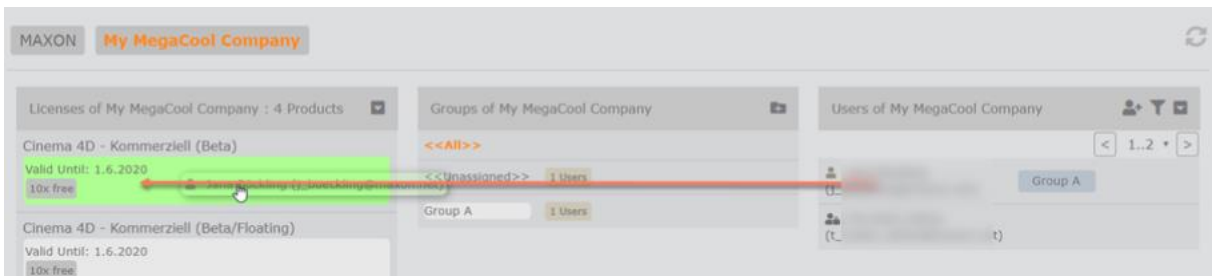 MAXON My MegaCool Company
Licenses of My MegaCool Company : 4 Products
Cinema 4D - Kommerziell (Beta)
Valid Until: 1.6.2020
10x free
Cinema 4D - Kommerziell (Beta/Floating)
Valid Until: 1.6.2020
10x free
Groups of My MegaCool Company
<<All>>
<<Unassigned>> 1 Users
Group A 1 Users
Users of My MegaCool Company
< 1..2 >
(t_
Group A
(t_ t)